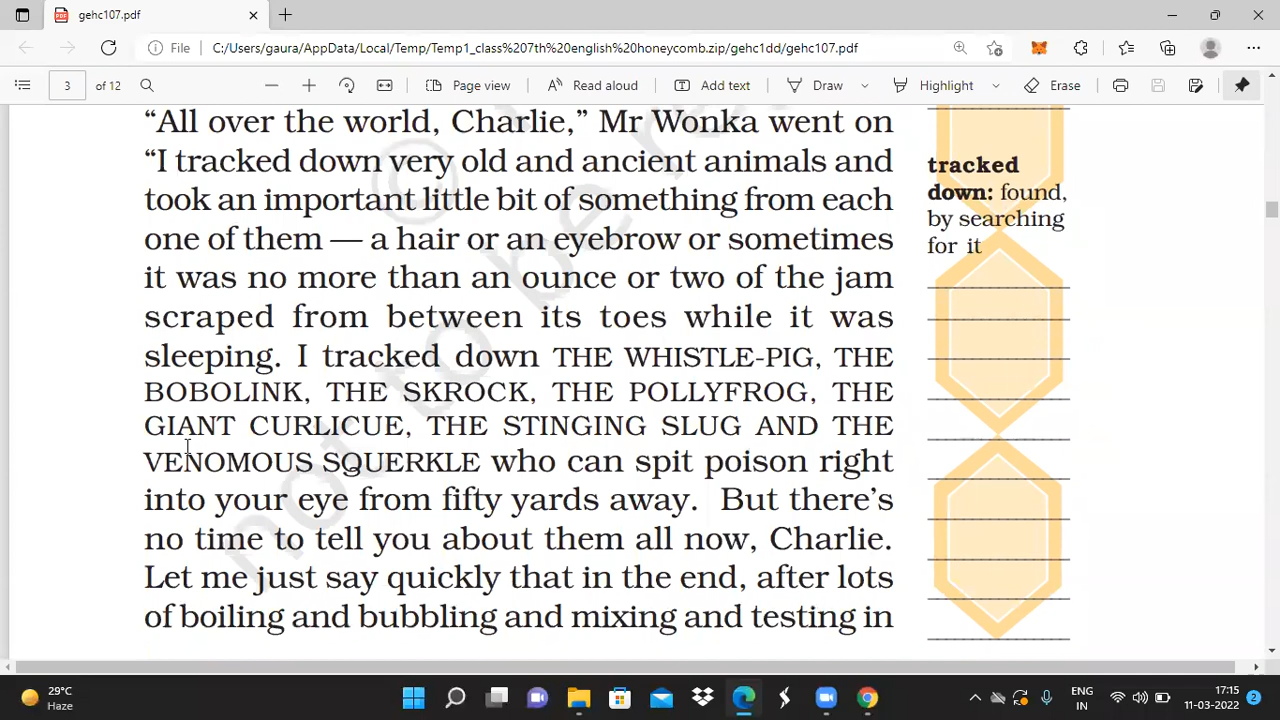 gehc107.pdf
File
C:/Users/gaura/AppData/Local/Temp/Temp1_class%207th%20english%20honeycomb.zip/gehc1dd/gehc107.pdf
3 of 12
Page view
Read aloud
Add text
Draw
Highlight
Erase
“All over the world, Charlie,” Mr Wonka went on
“I tracked down very old and ancient animals and
took an important little bit of something from each
one of them — a hair or an eyebrow or sometimes
it was no more than an ounce or two of the jam
scraped from between its toes while it was
sleeping. I tracked down THE WHISTLE-PIG, THE
BOBOLINK, THE SKROCK, THE POLLYFROG, THE
GIANT CURLICUE, THE STINGING SLUG AND THE
VENOMOUS SQUERKLE who can spit poison right
into your eye from fifty yards away. But there’s
no time to tell you about them all now, Charlie.
Let me just say quickly that in the end, after lots
of boiling and bubbling and mixing and testing in
tracked
down: found,
by searching
for it
©
not to be re
29°C
Haze
ENG
IN
17:15
11-03-2022
2